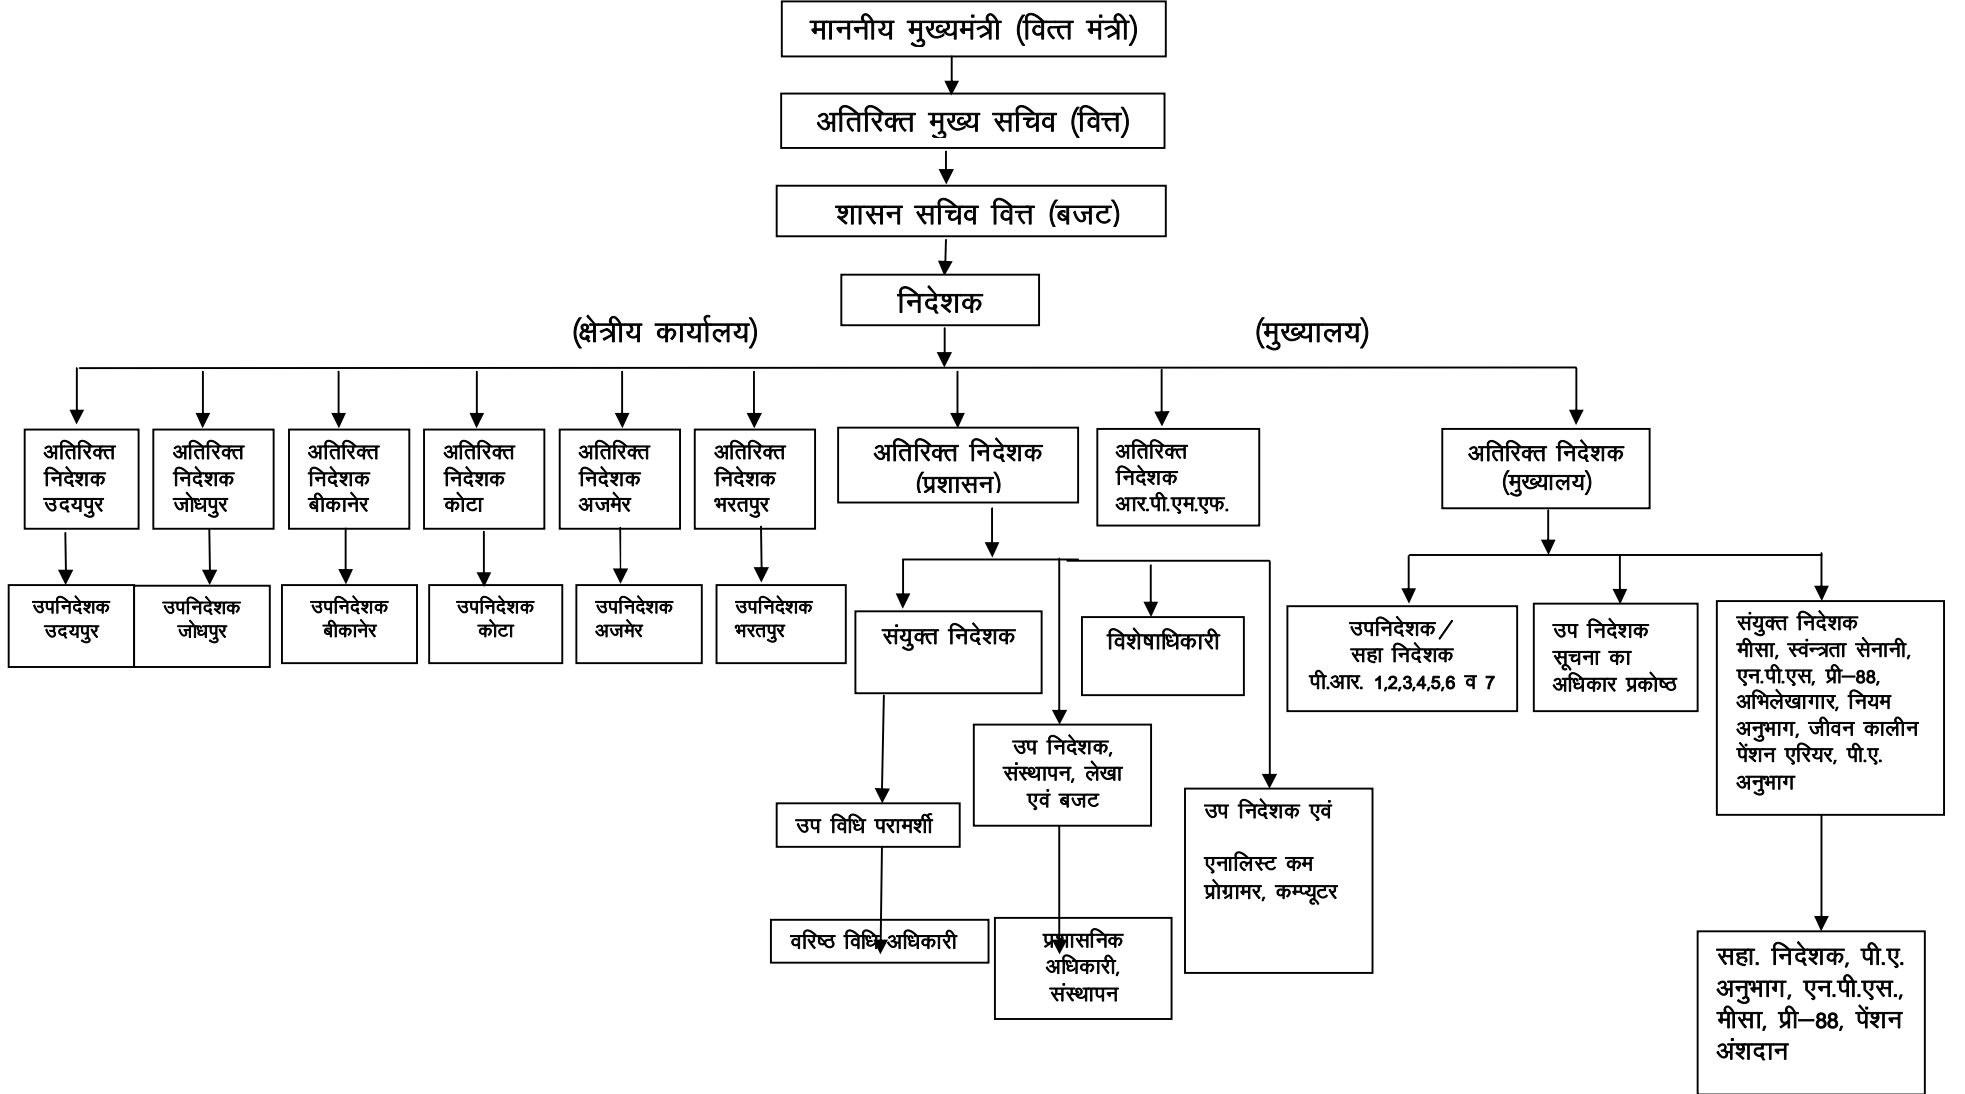 माननीय मुख्यमंत्री (वित्त मंत्री)
अतिरिक्त मुख्य सचिव (वित्त)
शासन सचिव वित्त (बजट)
निदेशक
(क्षेत्रीय कार्यालय)
(मुख्यालय)
अतिरिक्त
निदेशक
उदयपुर
अतिरिक्त
निदेशक
जोधपुर
अतिरिक्त
निदेशक
बीकानेर
अतिरिक्त
निदेशक
कोटा
अतिरिक्त
निदेशक
अजमेर
अतिरिक्त
निदेशक
भरतपुर
अतिरिक्त निदेशक
(प्रशासन)
अतिरिक्त
निदेशक
आर.पी.एम.एफ.
अतिरिक्त निदेशक
(मुख्यालय)
उपनिदेशक
उदयपुर
उपनिदेशक
जोधपुर
उपनिदेशक
बीकानेर
उपनिदेशक
कोटा
उपनिदेशक
अजमेर
उपनिदेशक
भरतपुर
संयुक्त निदेशक
विशेषाधिकारी
उपनिदेशक/
सहा निदेशक
पी.आर. 1,2,3,4,5,6 व 7
उप निदेशक
सूचना का
अधिकार प्रकोष्ठ
संयुक्त निदेशक
मीसा, स्वंन्त्रता सेनानी,
एन.पी.एस, प्री–88,
अभिलेखागार, नियम
अनुभाग, जीवन कालीन
पेंशन एरियर, पी.ए.
अनुभाग
उप निदेशक,
संस्थापन, लेखा
एवं बजट
उप विधि परामर्शी
उप निदेशक एवं
एनालिस्ट कम
प्रोग्रामर, कम्प्यूटर
वरिष्ठ विधि अधिकारी
प्रशासनिक
अधिकारी,
संस्थापन
सहा. निदेशक, पी.ए.
अनुभाग, एन.पी.एस.,
मीसा, प्री–88, पेंशन
अंशदान